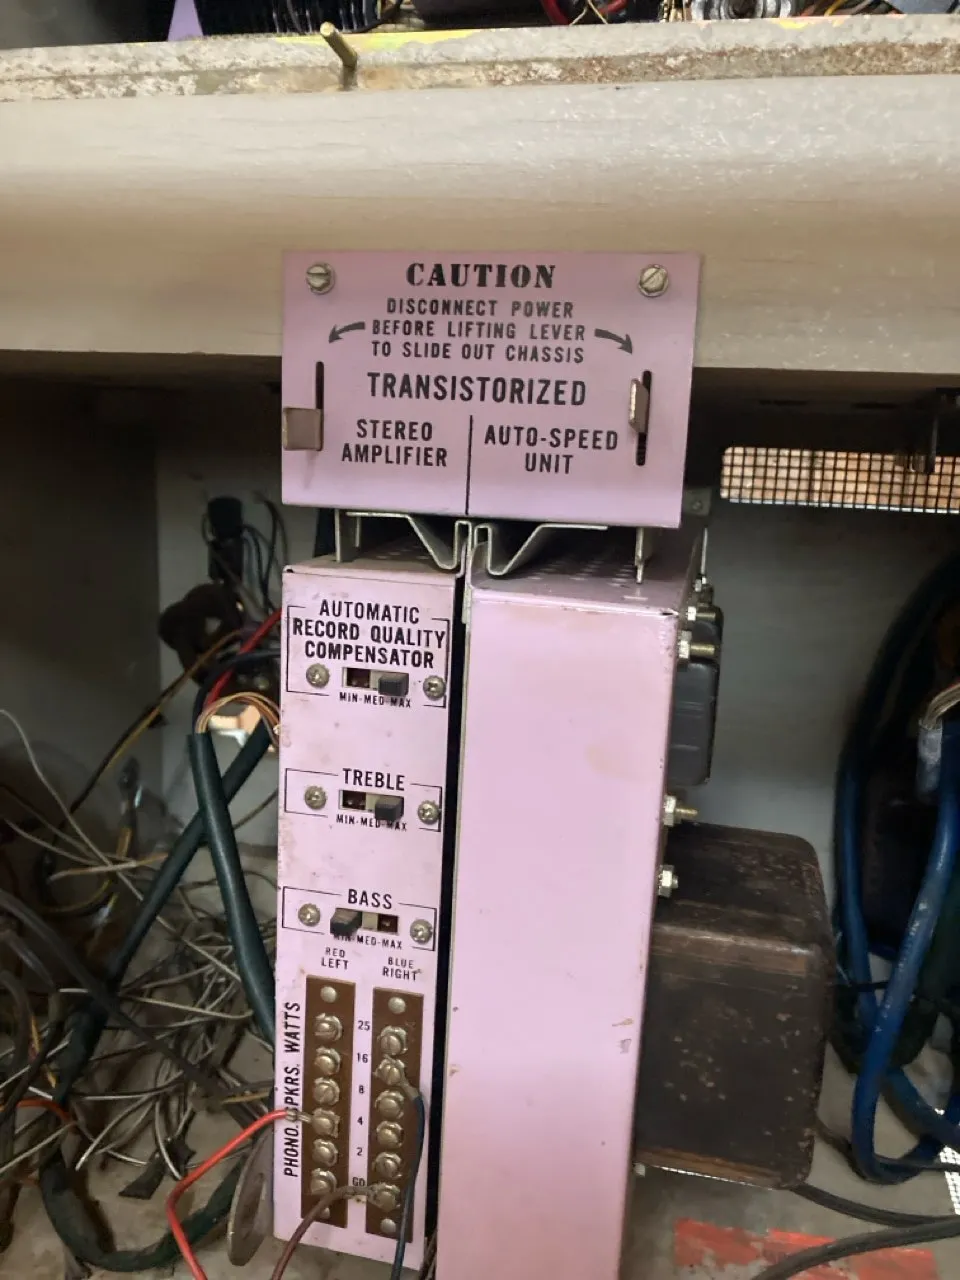 CAUTION
DISCONNECT POWER
BEFORE LIFTING LEVER
TO SLIDE OUT CHASSIS
TRANSISTORIZED
STEREO
AMPLIFIER
AUTO-SPEED
UNIT
AUTOMATIC
RECORD QUALITY
COMPENSATOR
MIN-MED-MAX
TREBLE
MIN-MED-MAX
BASS
MIN-MED-MAX
RED
LEFT
BLUE
RIGHT
PHONO. SPKRS. WATTS
25
16
8
4
2
GD